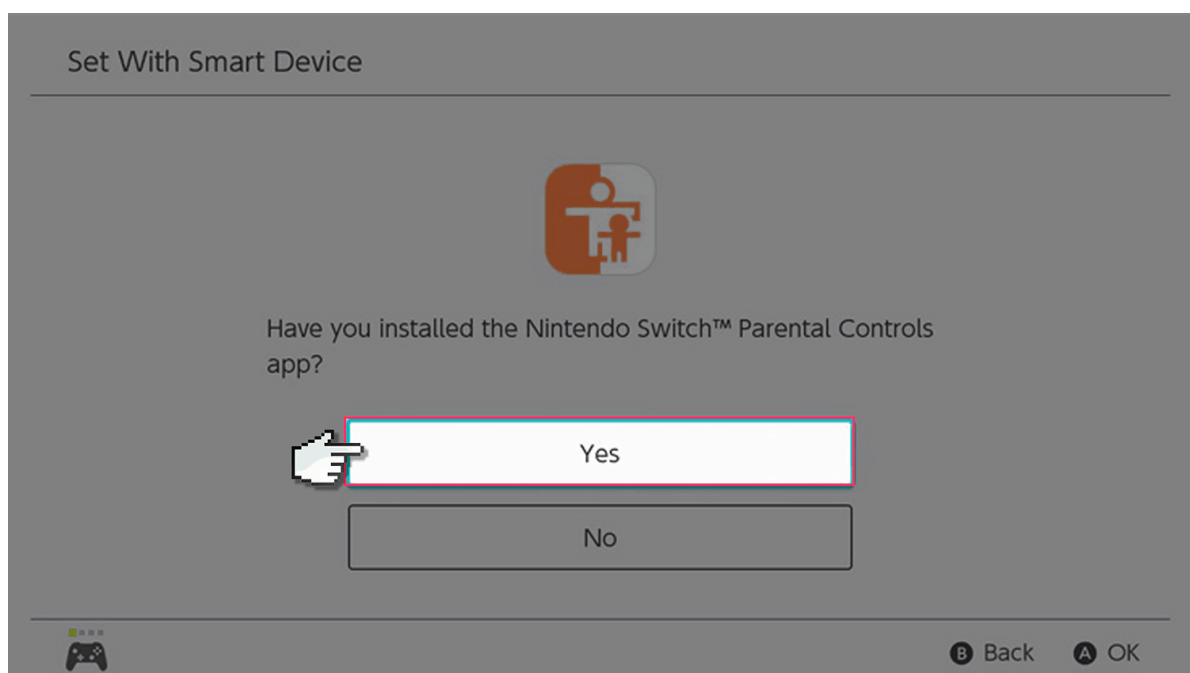 Set With Smart Device
Have you installed the Nintendo Switch™ Parental Controls
app?
Yes
No
B Back A OK